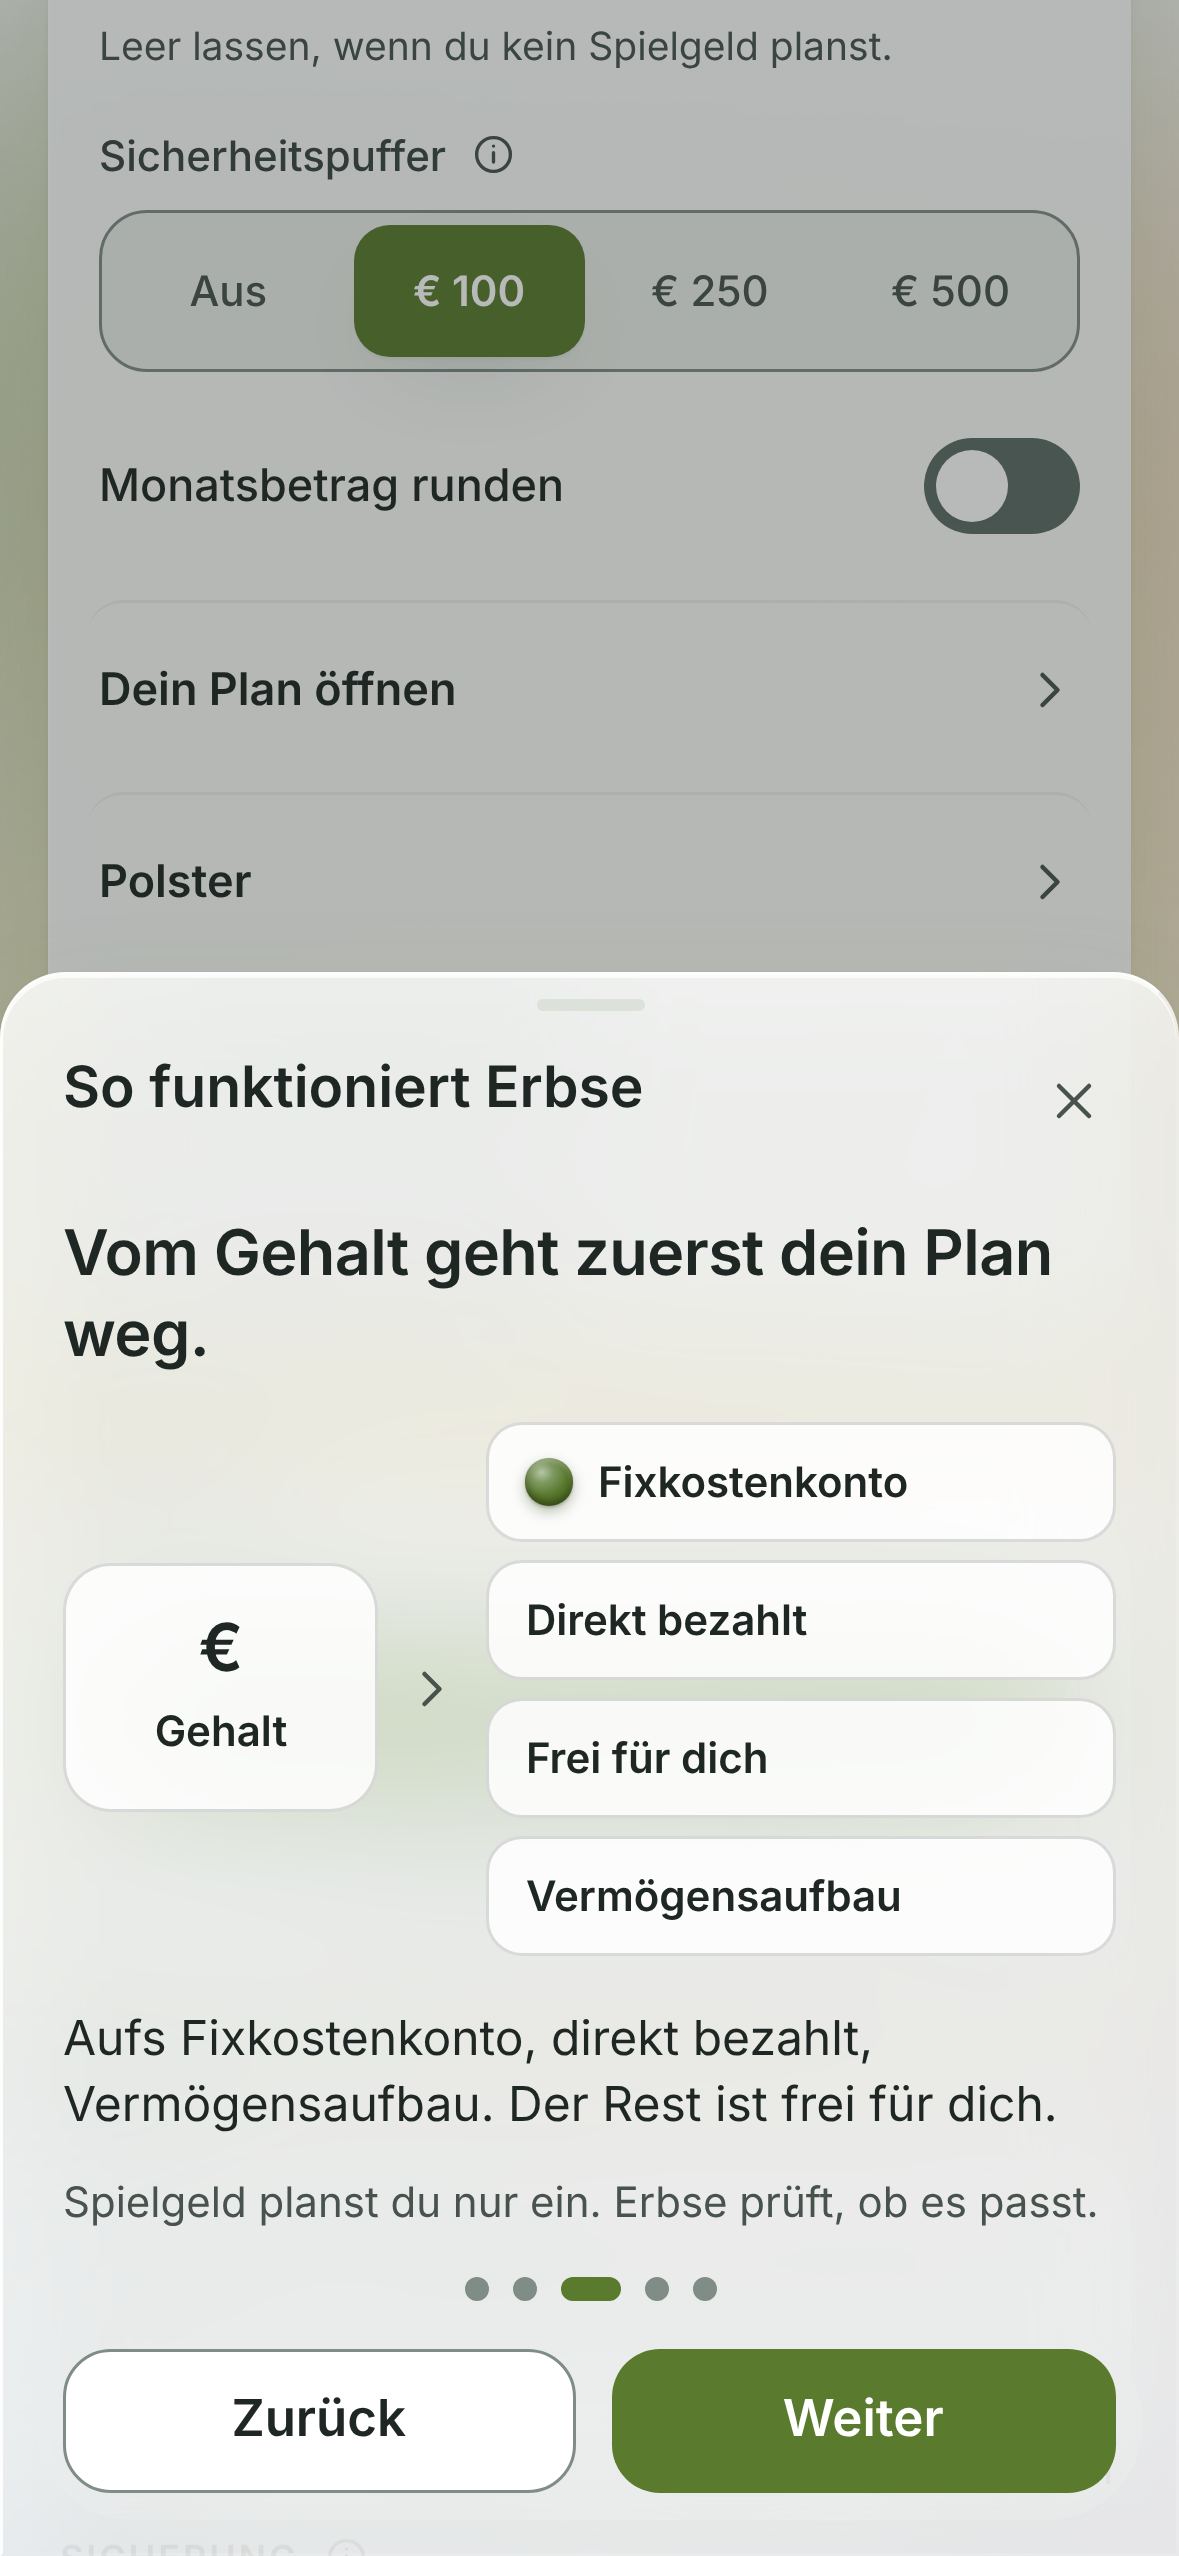 Leer lassen, wenn du kein Spielgeld planst.
Sicherheitspuffer
Aus
€ 100
€ 250
€ 500
Monatsbetrag runden
Dein Plan öffnen
Polster
So funktioniert Erbse
Vom Gehalt geht zuerst dein Plan
weg.
€
Gehalt
Fixkostenkonto
Direkt bezahlt
Frei für dich
Vermögensaufbau
Aufs Fixkostenkonto, direkt bezahlt,
Vermögensaufbau. Der Rest ist frei für dich.
Spielgeld planst du nur ein. Erbse prüft, ob es passt.
Zurück
Weiter
SICHERUNG